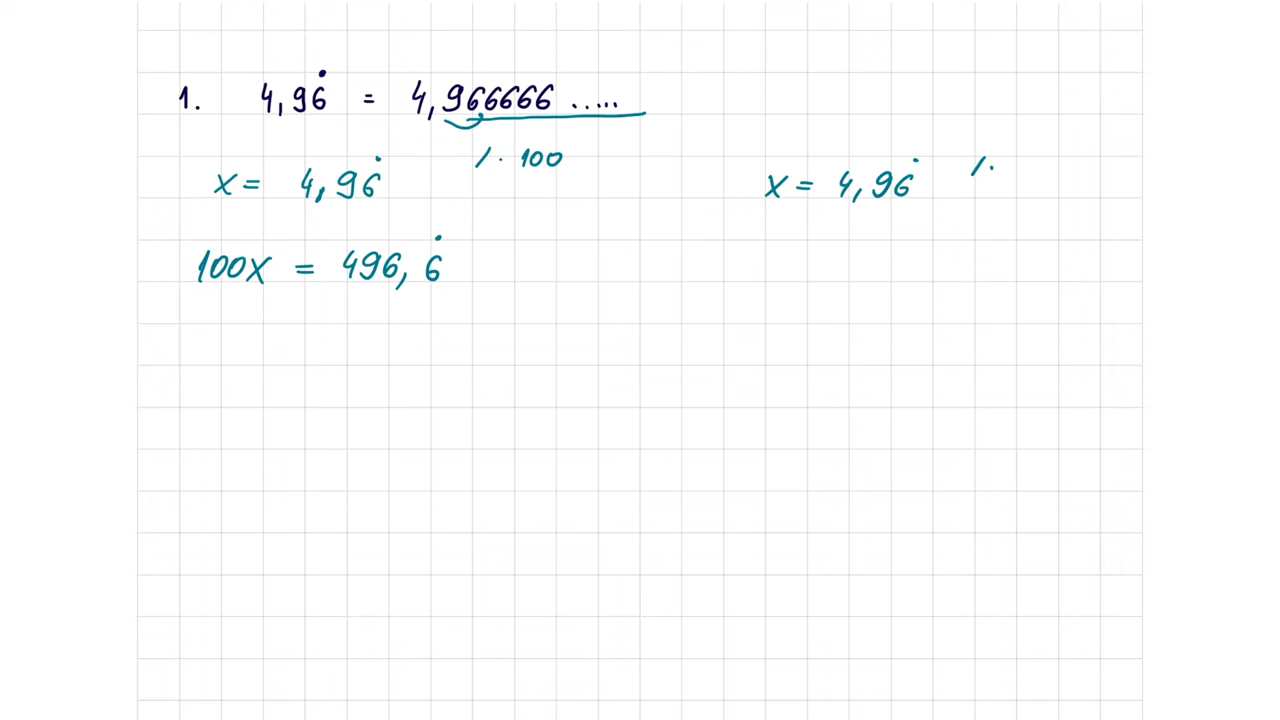 1. 4,96̇ = 4,966666 .....
/· 100
x = 4,96̇
x = 4,96̇ /·
100x = 496,6̇